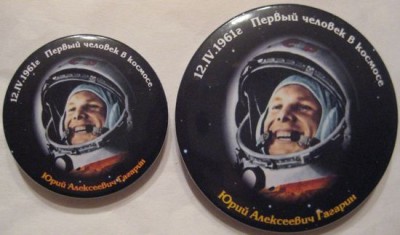 12.IV.1961г Первый человек в космосе
Юрий Алексеевич Гагарин
12.IV.1961г Первый человек в космосе
Юрий Алексеевич Гагарин